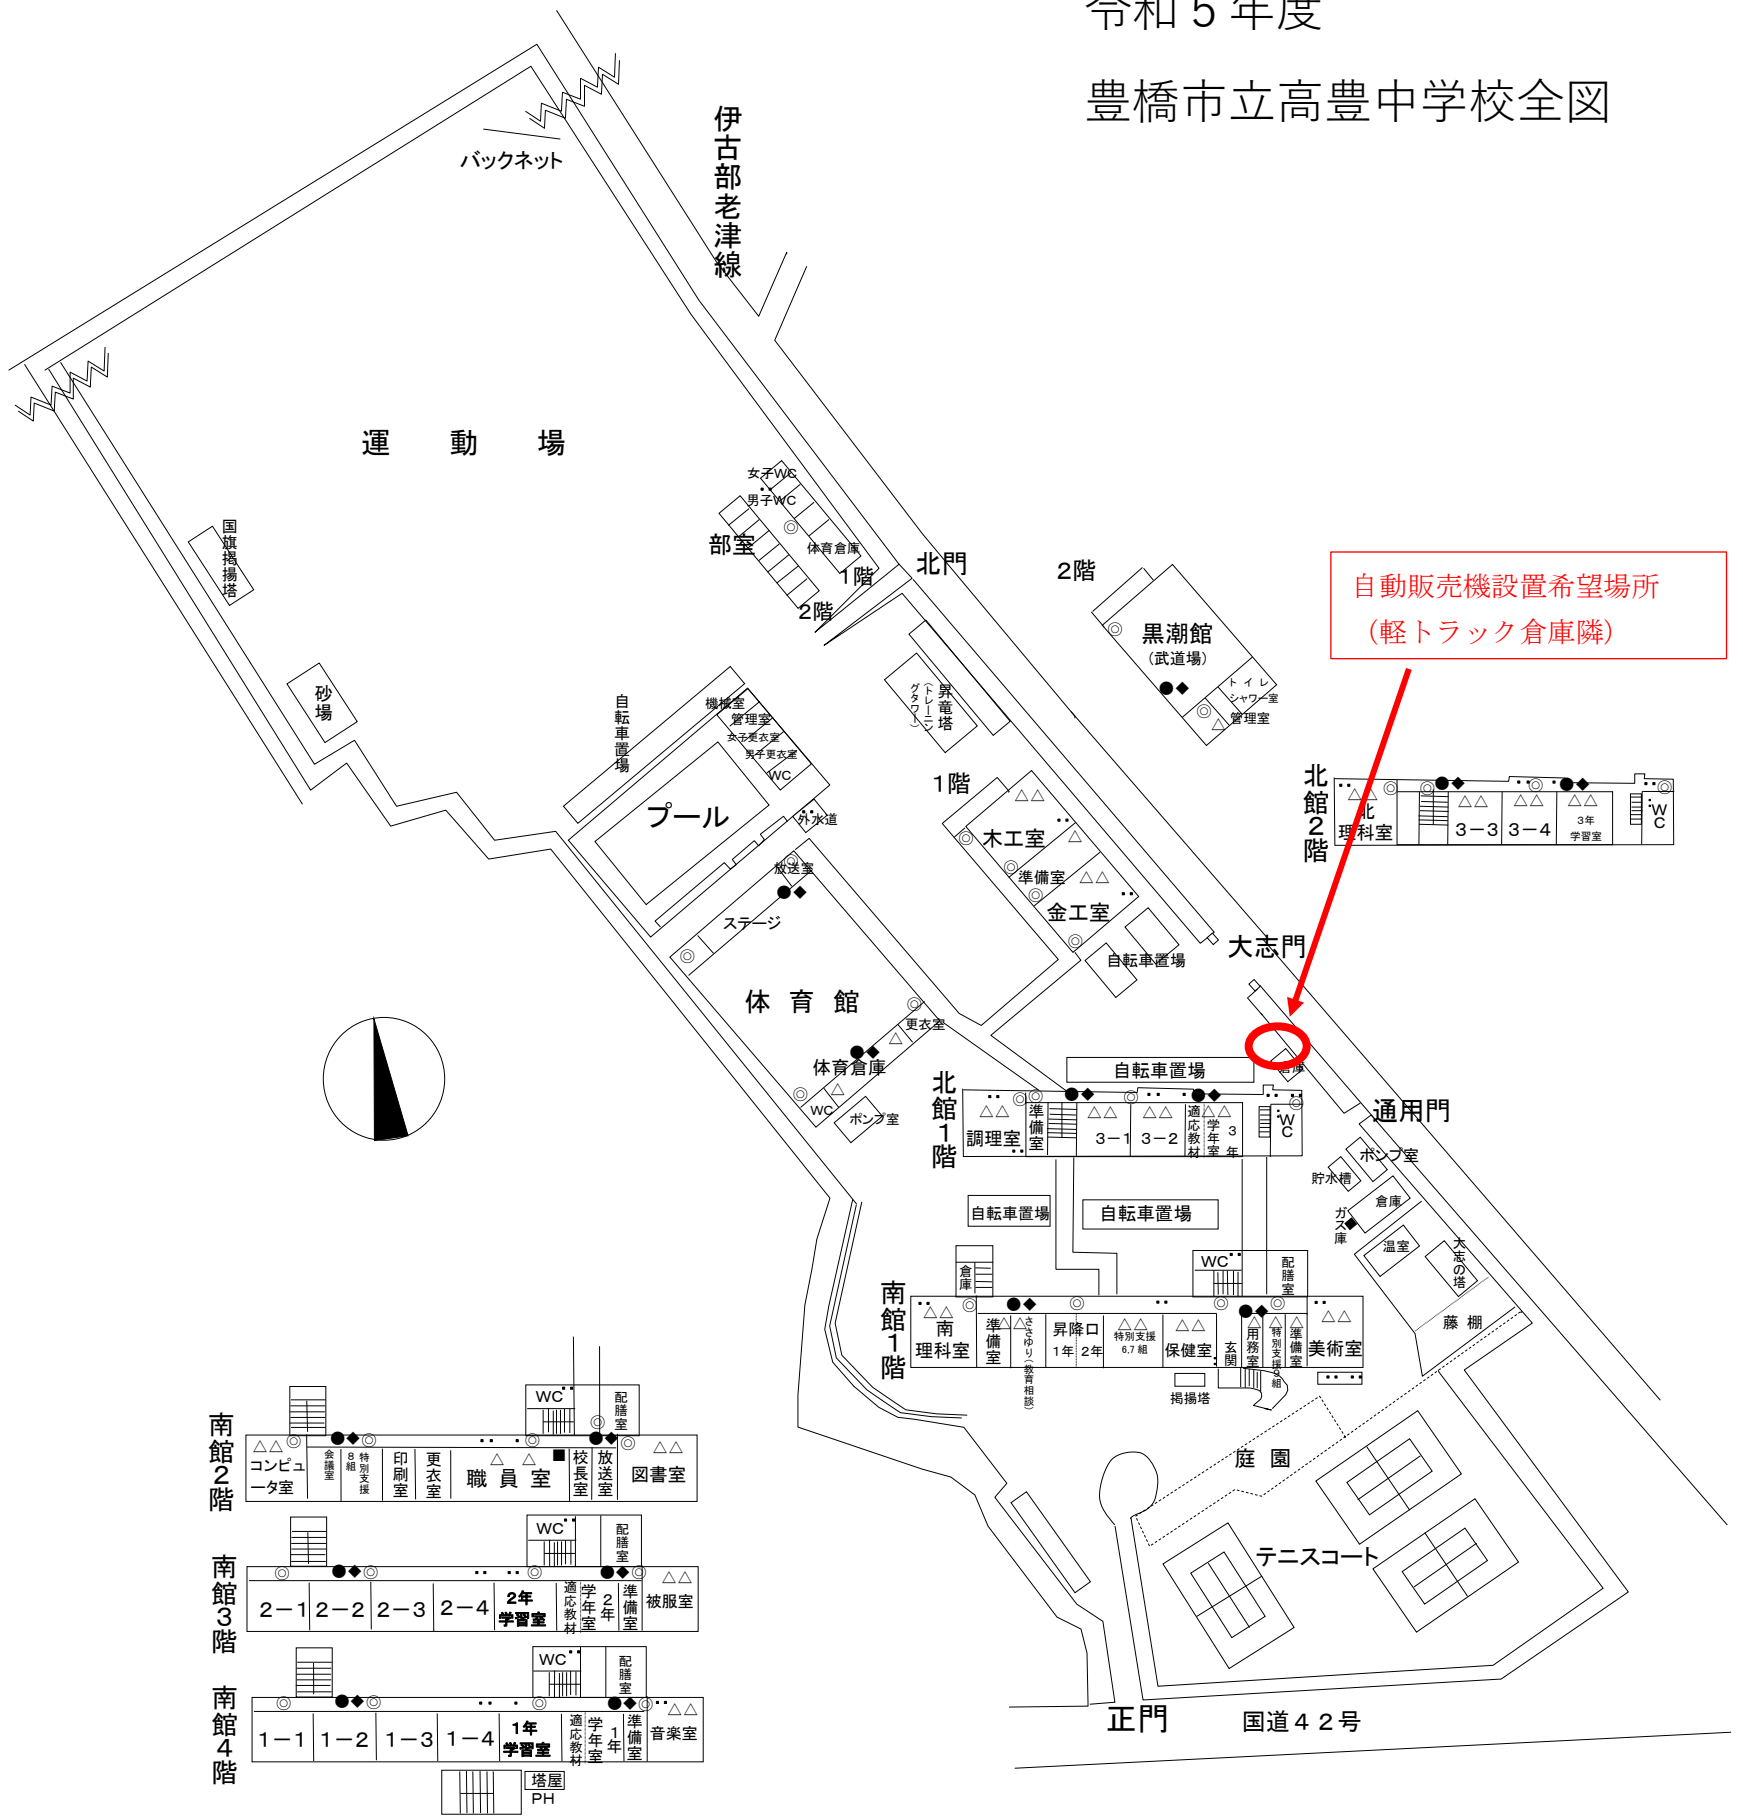 令和５年度
豊橋市立高豊中学校全図
伊古部老津線
バックネット
運動場
国旗掲揚塔
砂場
女子WC
男子WC
部室
体育倉庫
1階
2階
北門
2階
黒潮館
(武道場)
トイレ
シャワー室
管理室
自動販売機設置希望場所
（軽トラック倉庫隣）
昇竜塔
(トレーニングタワー)
自転車置場
機械室
管理室
女子更衣室
男子更衣室
WC
プール
外水道
放送室
ステージ
体育館
更衣室
体育倉庫
WC
ポンプ室
1階
木工室
準備室
金工室
自転車置場
大志門
倉庫
北館2階
北理科室
3－3
3－4
3年
学習室
WC
自転車置場
通用門
北館1階
調理室
準備室
3－1
3－2
適応教材
3年学年室
WC
ポンプ室
貯水槽
倉庫
ガス庫
温室
大志の塔
藤棚
自転車置場
自転車置場
倉庫
WC
配膳室
南館1階
南
理科室
準備室
ささゆり(教育相談)
昇降口
1年
2年
特別支援
6,7組
保健室
玄関
用務室
特別支援9組
準備室
美術室
掲揚塔
庭園
テニスコート
正門
国道４２号
南館2階
WC
配膳室
コンピュ
ータ室
会議室
特別支援
8組
印刷室
更衣室
職員室
校長室
放送室
図書室
南館3階
WC
配膳室
2－1
2－2
2－3
2－4
2年
学習室
適応教材
2年学年室
準備室
被服室
南館4階
WC
配膳室
1－1
1－2
1－3
1－4
1年
学習室
適応教材
1年学年室
準備室
音楽室
塔屋
PH